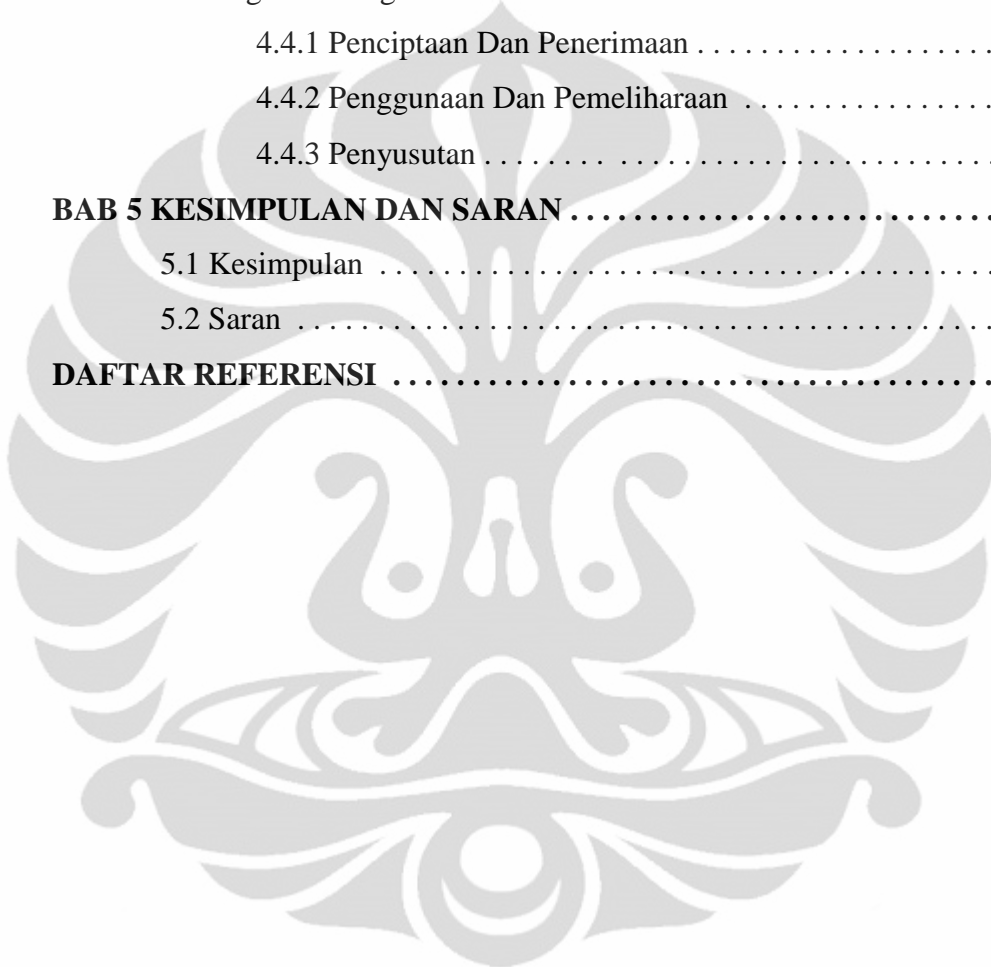 4.4.1 Penciptaan Dan Penerimaan . . . . . . . . . . . . . . . . . . .
4.4.2 Penggunaan Dan Pemeliharaan . . . . . . . . . . . . . . . .
4.4.3 Penyusutan . . . . . . . . . . . . . . . . . . . . . . . . . . . . . . . .
BAB 5 KESIMPULAN DAN SARAN . . . . . . . . . . . . . . . . . . . . . . . . . . .
5.1 Kesimpulan . . . . . . . . . . . . . . . . . . . . . . . . . . . . . . . . . . . . . .
5.2 Saran . . . . . . . . . . . . . . . . . . . . . . . . . . . . . . . . . . . . . . . . . . .
DAFTAR REFERENSI . . . . . . . . . . . . . . . . . . . . . . . . . . . . . . . . . . . . . .